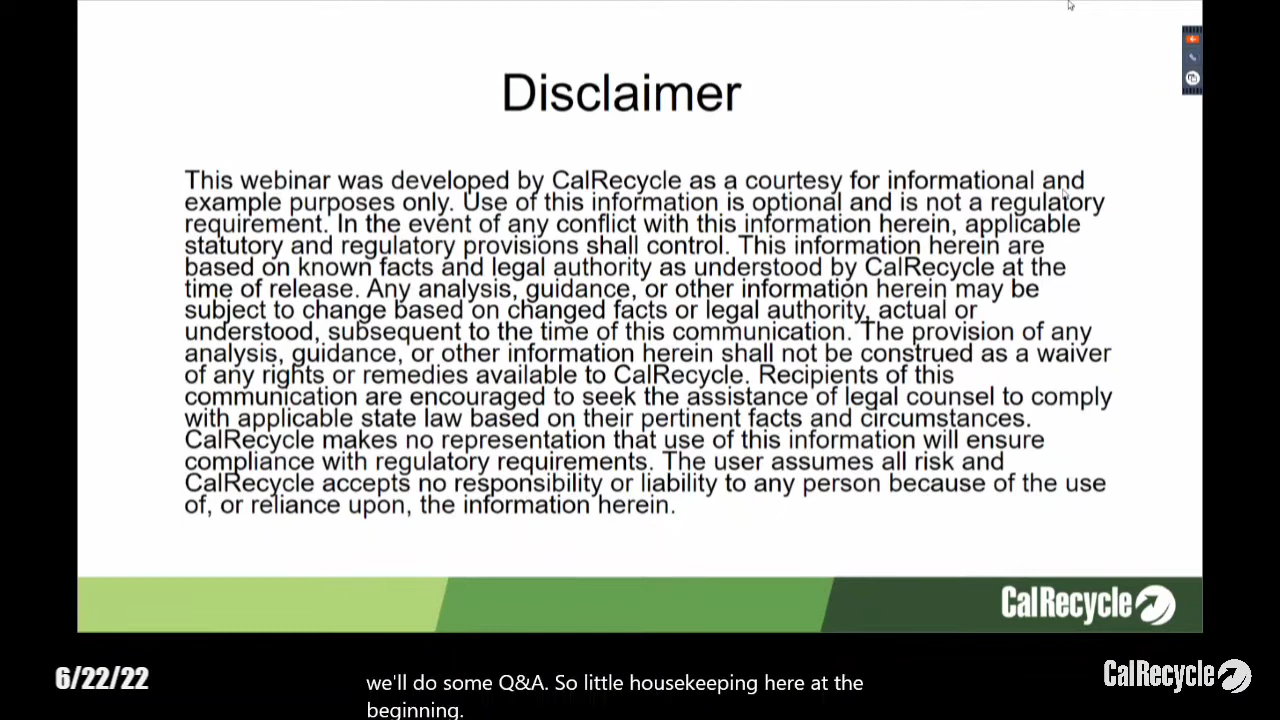 Disclaimer
This webinar was developed by CalRecycle as a courtesy for informational and
example purposes only. Use of this information is optional and is not a regulatory
requirement. In the event of any conflict with this information herein, applicable
statutory and regulatory provisions shall control. This information herein are
based on known facts and legal authority as understood by CalRecycle at the
time of release. Any analysis, guidance, or other information herein may be
subject to change based on changed facts or legal authority, actual or
understood, subsequent to the time of this communication. The provision of any
analysis, guidance, or other information herein shall not be construed as a waiver
of any rights or remedies available to CalRecycle. Recipients of this
communication are encouraged to seek the assistance of legal counsel to comply
with applicable state law based on their pertinent facts and circumstances.
CalRecycle makes no representation that use of this information will ensure
compliance with regulatory requirements. The user assumes all risk and
CalRecycle accepts no responsibility or liability to any person because of the use
of, or reliance upon, the information herein.
CalRecycle
6/22/22
we'll do some Q&A. So little housekeeping here at the
beginning.
CalRecycle